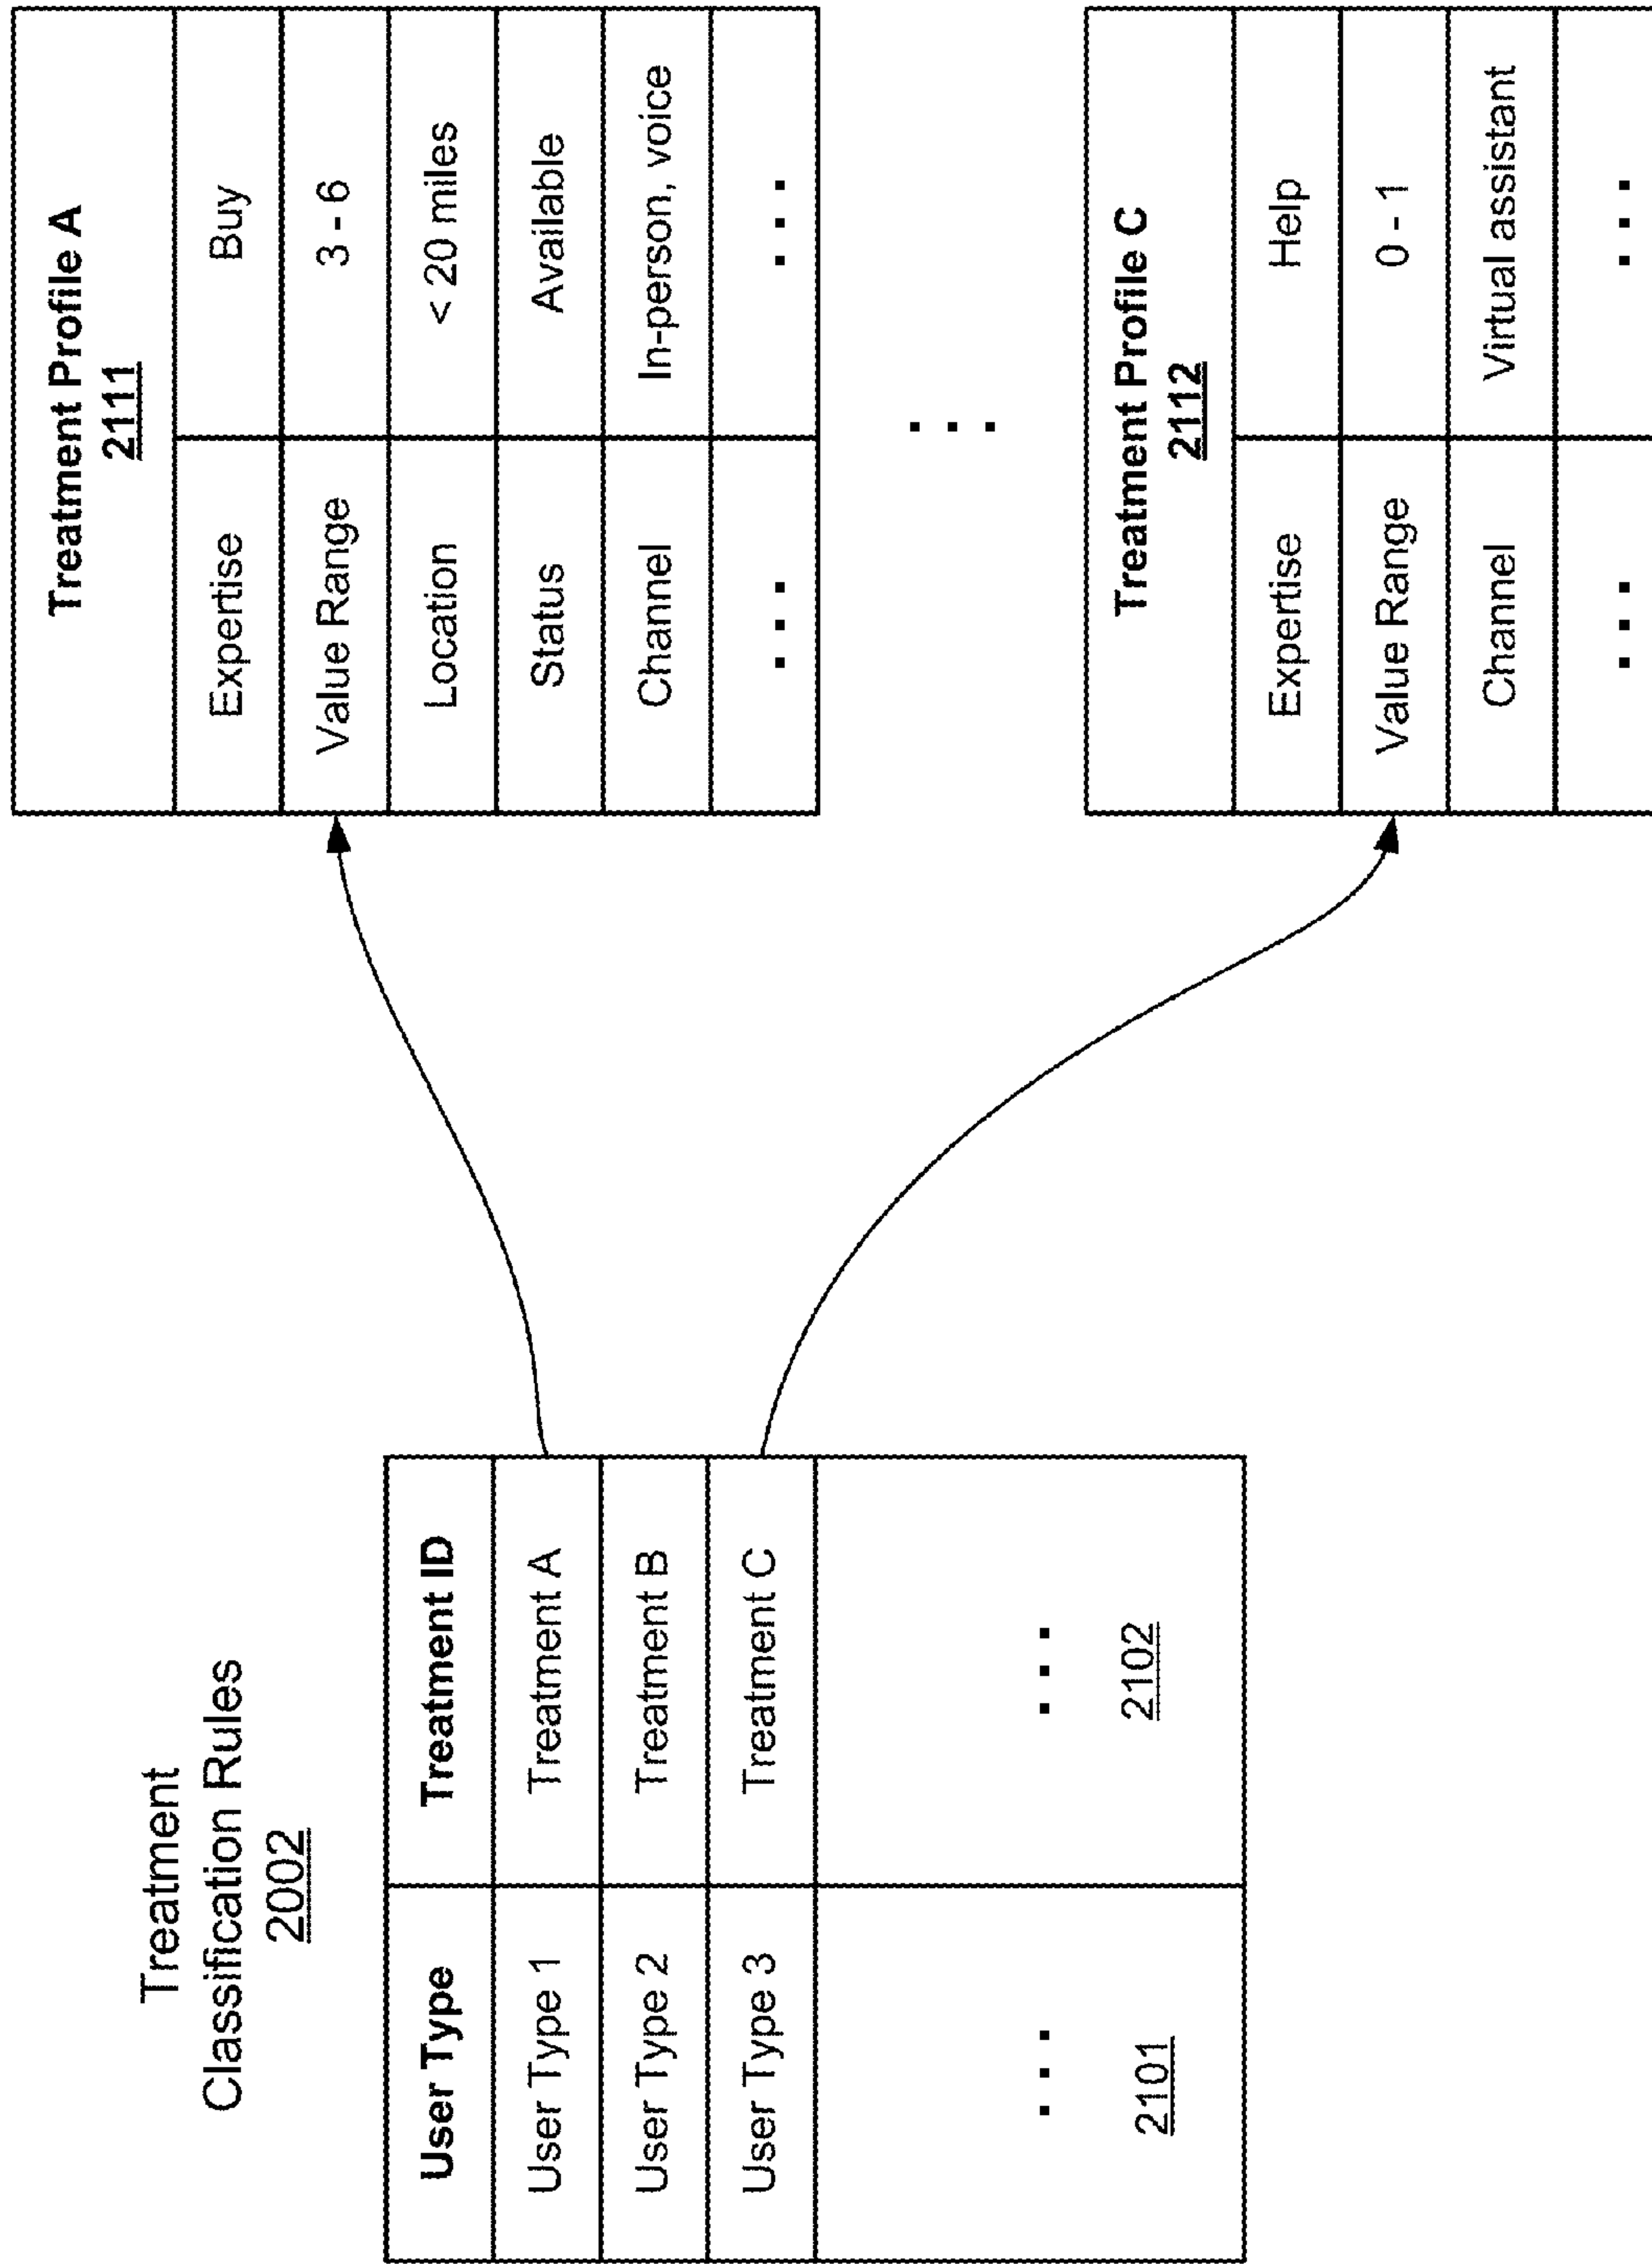 Treatment
Classification Rules
2002
User Type Treatment ID
User Type 1 Treatment A
User Type 2 Treatment B
User Type 3 Treatment C
. . . . . .
2101 2102
Treatment Profile A
2111
Expertise Buy
Value Range 3 - 6
Location < 20 miles
Status Available
Channel In-person, voice
. . . . . .
. . .
Treatment Profile C
2112
Expertise Help
Value Range 0 - 1
Channel Virtual assistant
. . . . . .